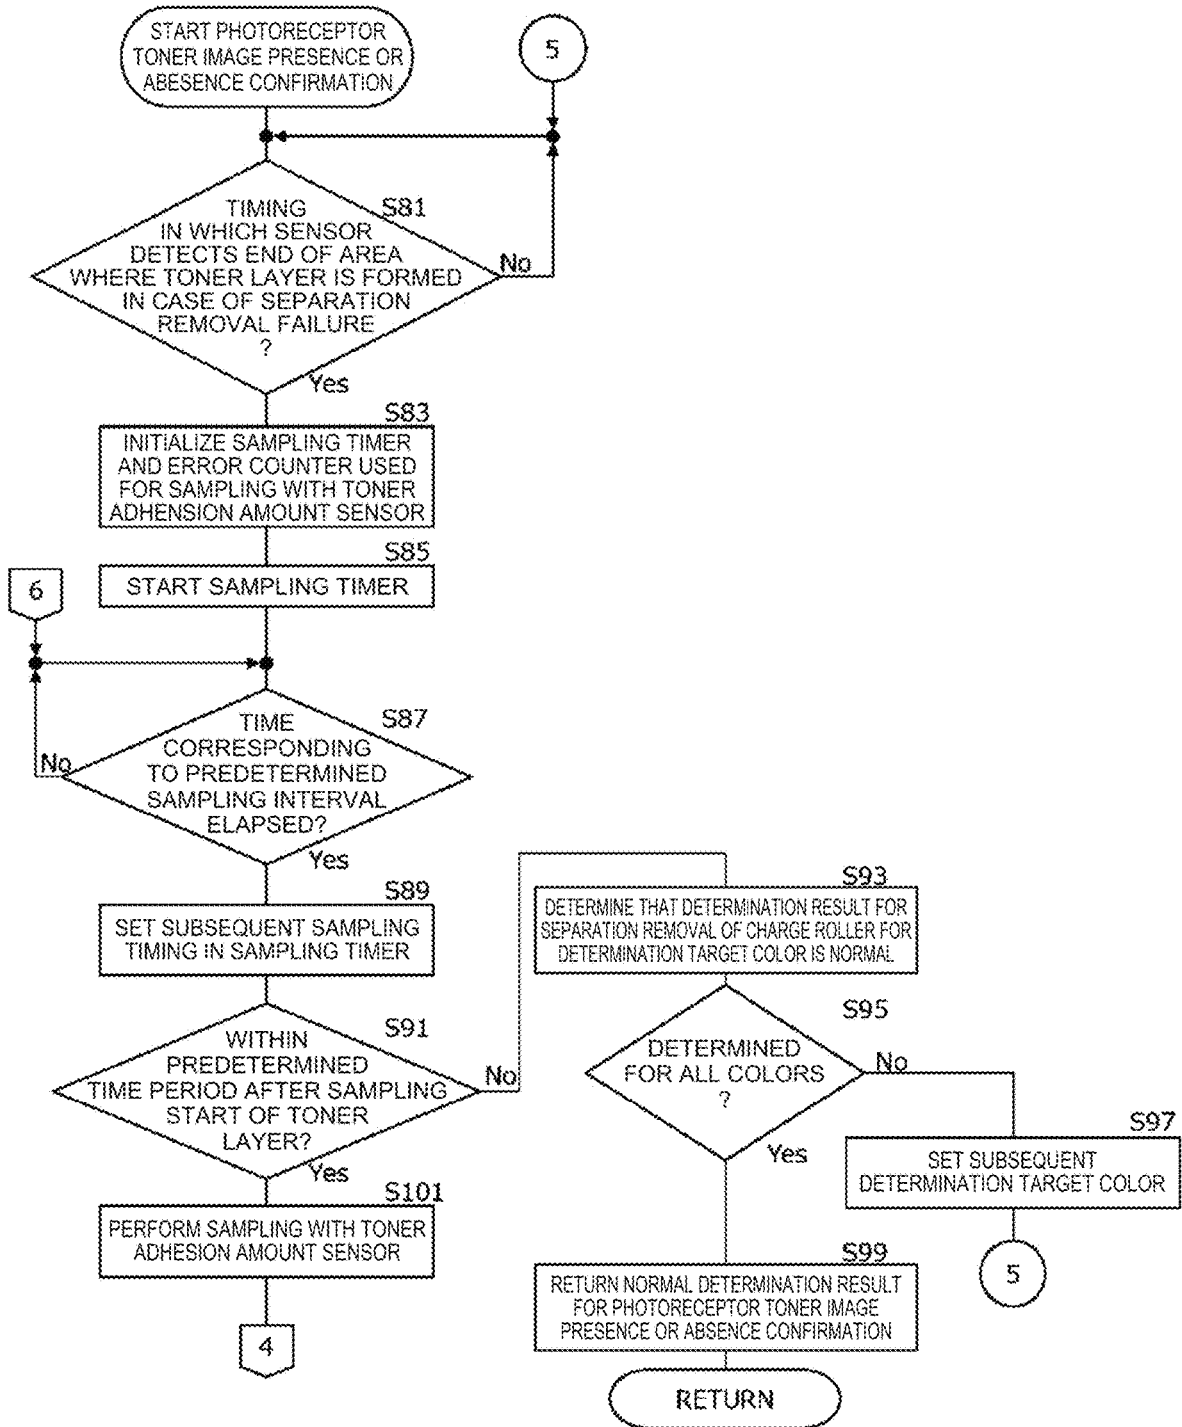 START PHOTORECEPTOR
TONER IMAGE PRESENCE OR
ABESENCE CONFIRMATION
5
S81
TIMING
IN WHICH SENSOR
DETECTS END OF AREA
WHERE TONER LAYER IS FORMED
IN CASE OF SEPARATION
REMOVAL FAILURE
?
No
Yes
S83
INITIALIZE SAMPLING TIMER
AND ERROR COUNTER USED
FOR SAMPLING WITH TONER
ADHENSION AMOUNT SENSOR
S85
START SAMPLING TIMER
6
S87
TIME
CORRESPONDING
TO PREDETERMINED
SAMPLING INTERVAL
ELAPSED?
No
Yes
S89
SET SUBSEQUENT SAMPLING
TIMING IN SAMPLING TIMER
S91
WITHIN
PREDETERMINED
TIME PERIOD AFTER SAMPLING
START OF TONER
LAYER?
No
Yes
S101
PERFORM SAMPLING WITH TONER
ADHESION AMOUNT SENSOR
4
S93
DETERMINE THAT DETERMINATION RESULT FOR
SEPARATION REMOVAL OF CHARGE ROLLER FOR
DETERMINATION TARGET COLOR IS NORMAL
S95
DETERMINED
FOR ALL COLORS
?
No
Yes
S97
SET SUBSEQUENT
DETERMINATION TARGET COLOR
5
S99
RETURN NORMAL DETERMINATION RESULT
FOR PHOTORECEPTOR TONER IMAGE
PRESENCE OR ABSENCE CONFIRMATION
RETURN